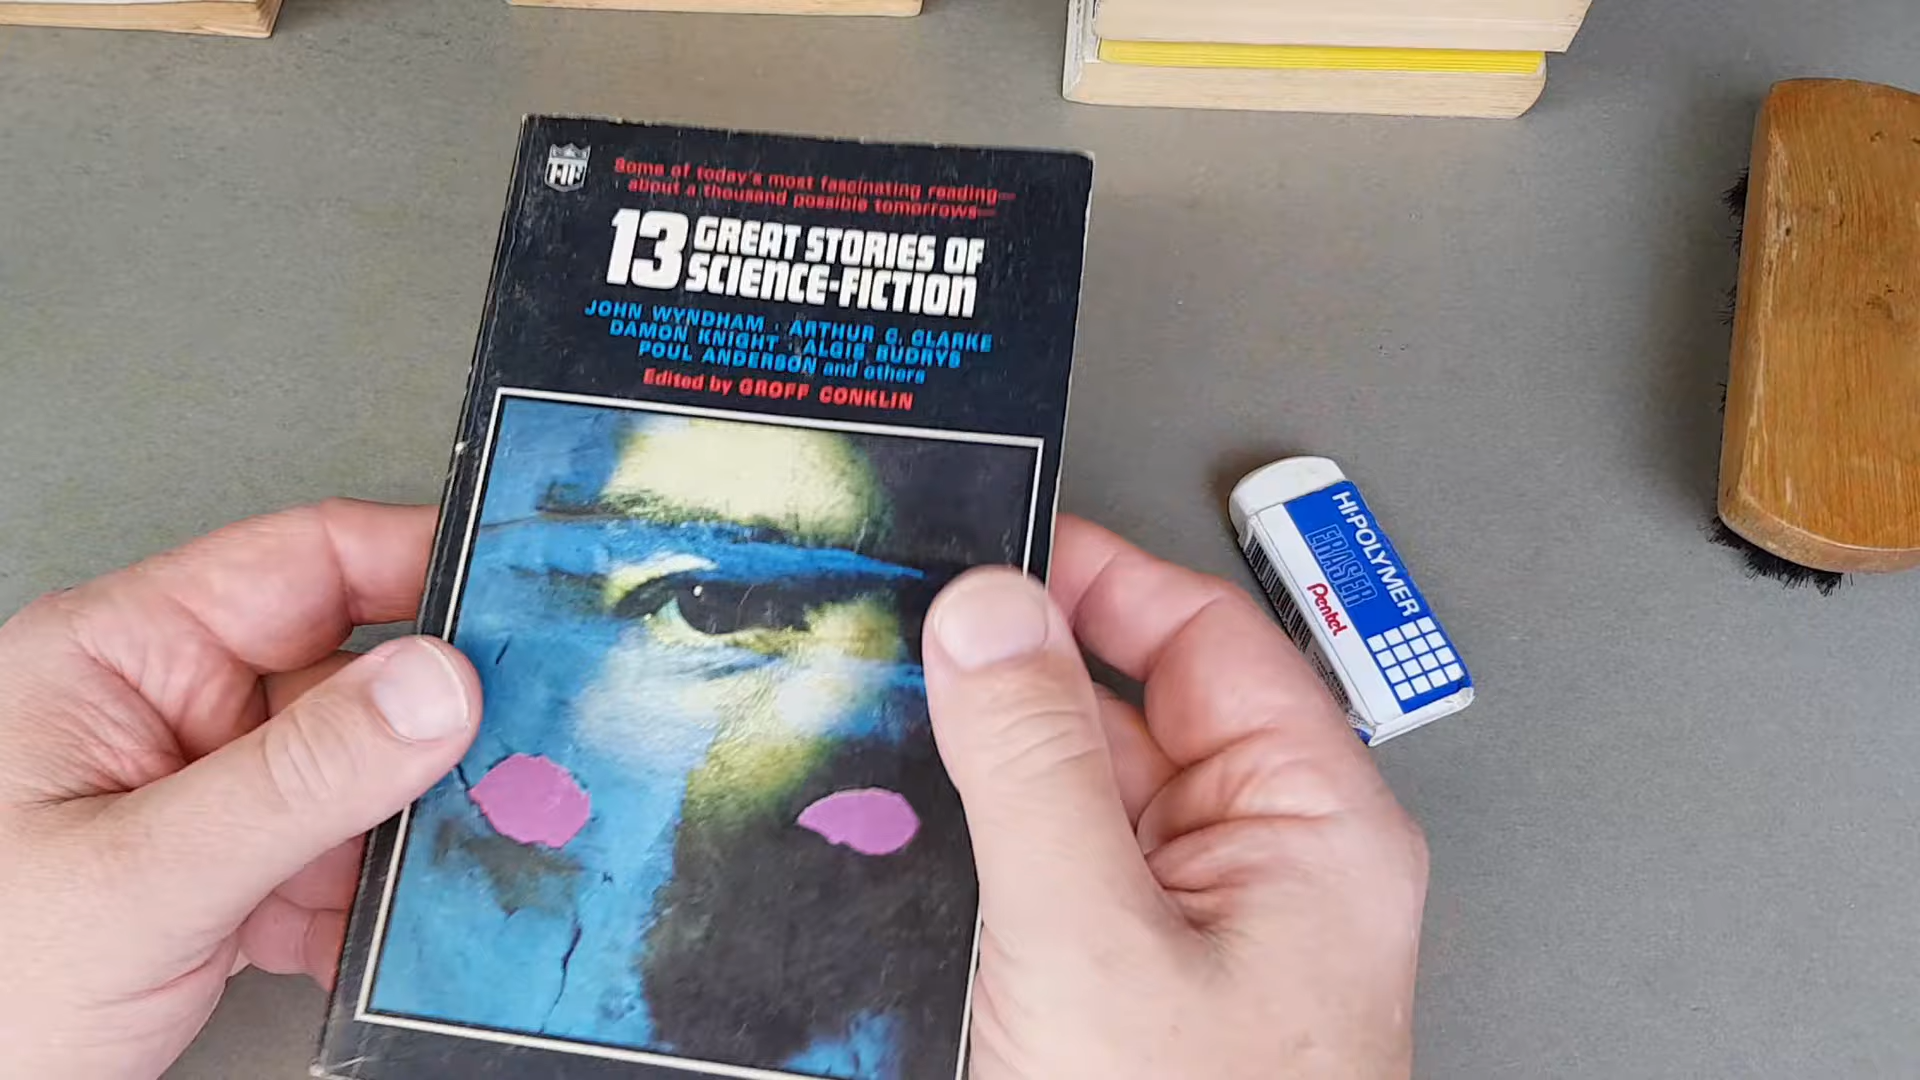 Some of today's most fascinating reading—
about a thousand possible tomorrows—
13 GREAT STORIES OF
SCIENCE-FICTION
JOHN WYNDHAM · ARTHUR C. CLARKE
DAMON KNIGHT · ALGIS BUDRYS
POUL ANDERSON and others
Edited by GROFF CONKLIN
HI-POLYMER
ERASER
Pentel